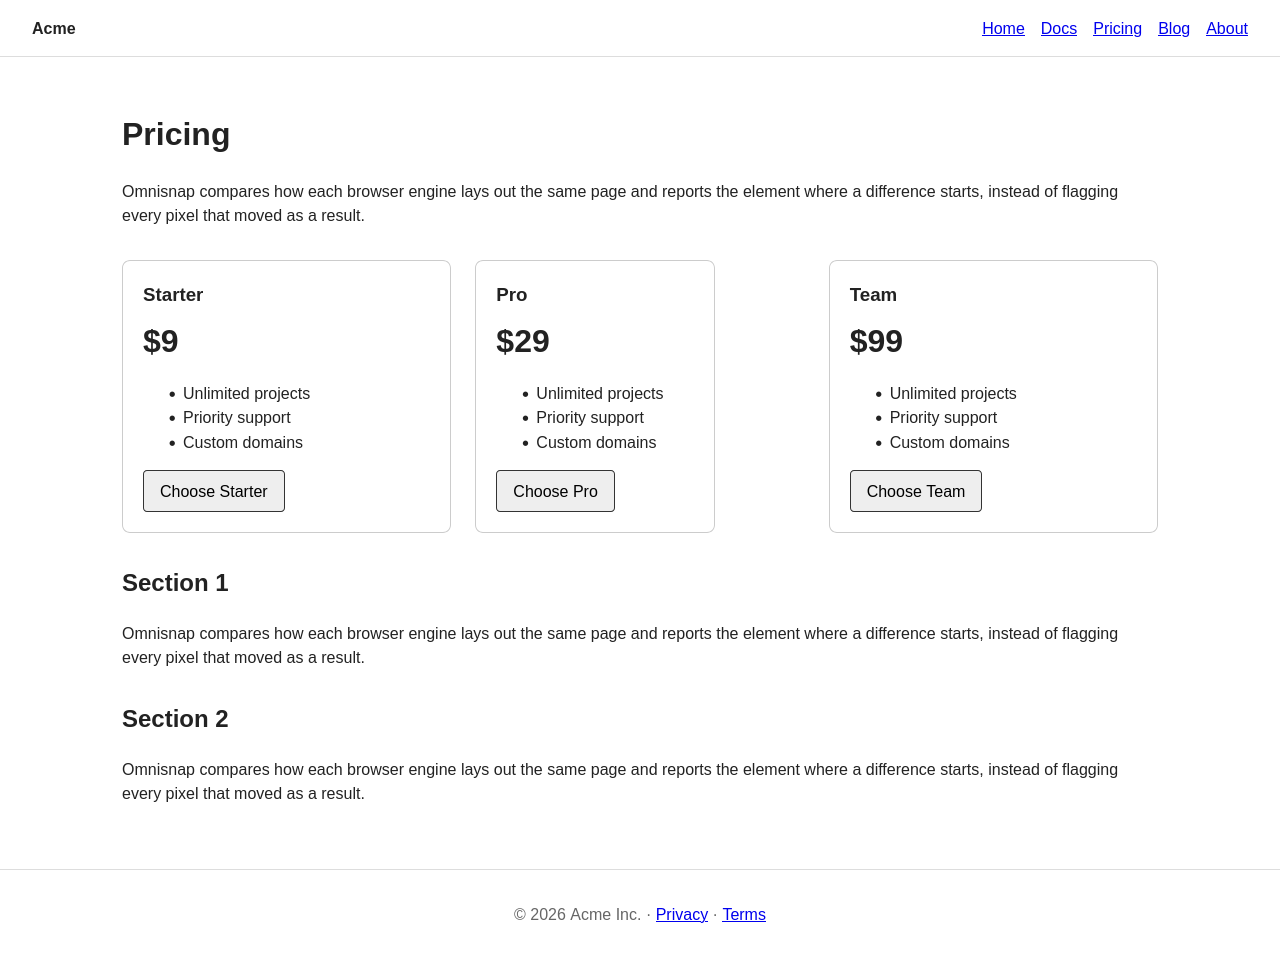 Acme
Home Docs Pricing Blog About
Pricing
Omnisnap compares how each browser engine lays out the same page and reports the element where a difference starts, instead of flagging
every pixel that moved as a result.
Starter
$9
• Unlimited projects
• Priority support
• Custom domains
Choose Starter
Pro
$29
• Unlimited projects
• Priority support
• Custom domains
Choose Pro
Team
$99
• Unlimited projects
• Priority support
• Custom domains
Choose Team
Section 1
Omnisnap compares how each browser engine lays out the same page and reports the element where a difference starts, instead of flagging
every pixel that moved as a result.
Section 2
Omnisnap compares how each browser engine lays out the same page and reports the element where a difference starts, instead of flagging
every pixel that moved as a result.
© 2026 Acme Inc. · Privacy · Terms